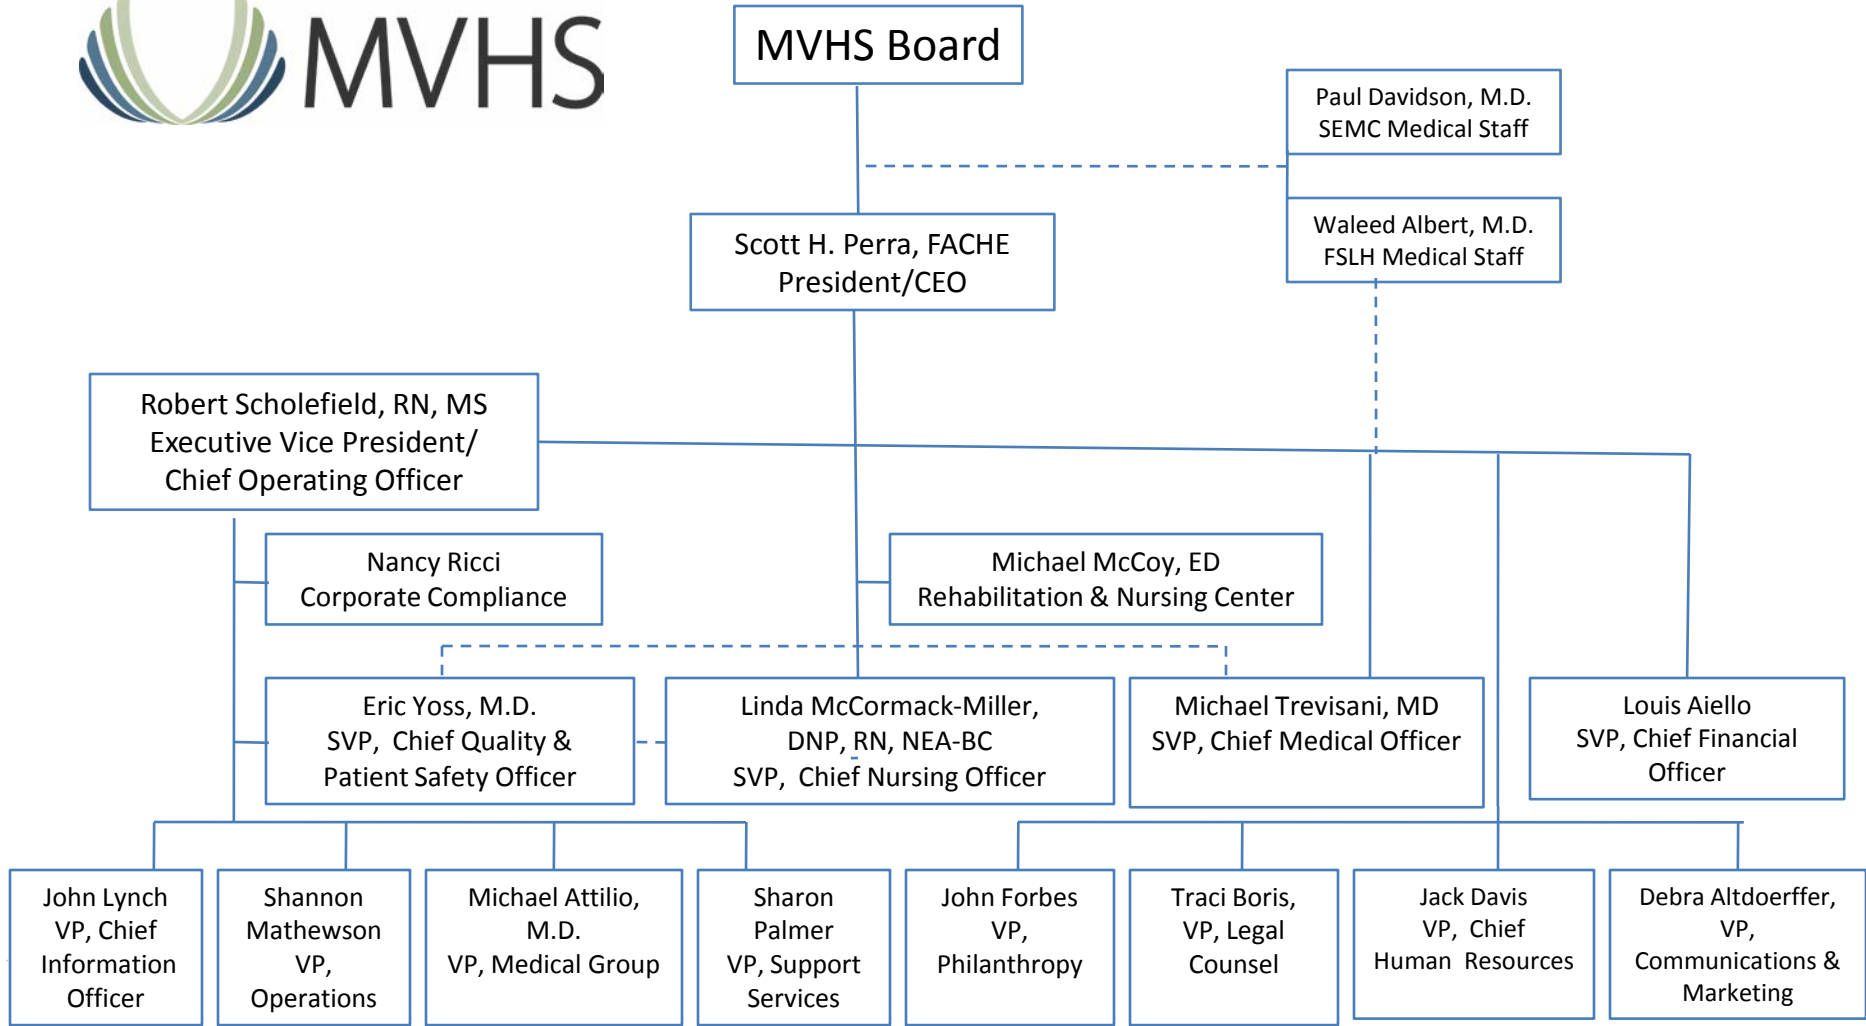 MVHS
MVHS Board
Paul Davidson, M.D.
SEMC Medical Staff
Waleed Albert, M.D.
FSLH Medical Staff
Scott H. Perra, FACHE
President/CEO
Robert Scholefield, RN, MS
Executive Vice President/
Chief Operating Officer
Nancy Ricci
Corporate Compliance
Michael McCoy, ED
Rehabilitation & Nursing Center
Eric Yoss, M.D.
SVP, Chief Quality &
Patient Safety Officer
Linda McCormack-Miller,
DNP, RN, NEA-BC
SVP, Chief Nursing Officer
Michael Trevisani, MD
SVP, Chief Medical Officer
Louis Aiello
SVP, Chief Financial
Officer
John Lynch
VP, Chief
Information
Officer
Shannon
Mathewson
VP,
Operations
Michael Attilio,
M.D.
VP, Medical Group
Sharon
Palmer
VP, Support
Services
John Forbes
VP,
Philanthropy
Traci Boris,
VP, Legal
Counsel
Jack Davis
VP, Chief
Human Resources
Debra Altdoerffer,
VP,
Communications &
Marketing